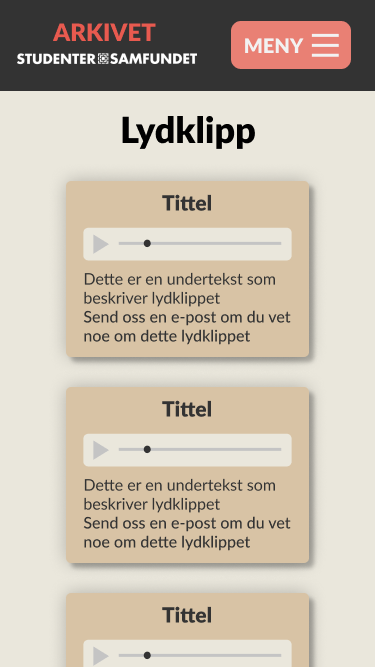 ARKIVET
STUDENTER SAMFUNDET
MENY
Lydklipp
Tittel
Dette er en undertekst som
beskriver lydklippet
Send oss en e-post om du vet
noe om dette lydklippet
Tittel
Dette er en undertekst som
beskriver lydklippet
Send oss en e-post om du vet
noe om dette lydklippet
Tittel